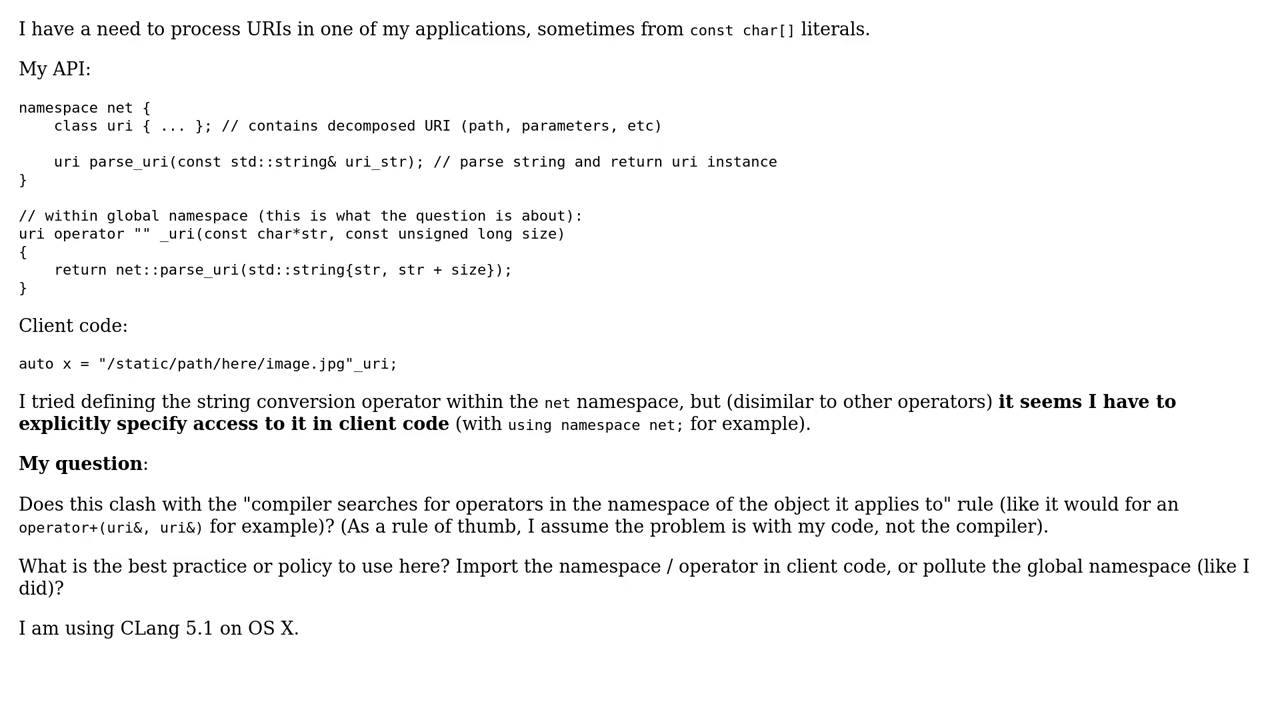 I have a need to process URIs in one of my applications, sometimes from const char[] literals.
My API:
namespace net {
    class uri { ... }; // contains decomposed URI (path, parameters, etc)
    uri parse_uri(const std::string& uri_str); // parse string and return uri instance
}
// within global namespace (this is what the question is about):
uri operator "" _uri(const char*str, const unsigned long size)
{
    return net::parse_uri(std::string{str, str + size});
}
Client code:
auto x = "/static/path/here/image.jpg"_uri;
I tried defining the string conversion operator within the net namespace, but (disimilar to other operators) it seems I have to
explicitly specify access to it in client code (with using namespace net; for example).
My question:
Does this clash with the "compiler searches for operators in the namespace of the object it applies to" rule (like it would for an
operator+(uri&, uri&) for example)? (As a rule of thumb, I assume the problem is with my code, not the compiler).
What is the best practice or policy to use here? Import the namespace / operator in client code, or pollute the global namespace (like I
did)?
I am using CLang 5.1 on OS X.